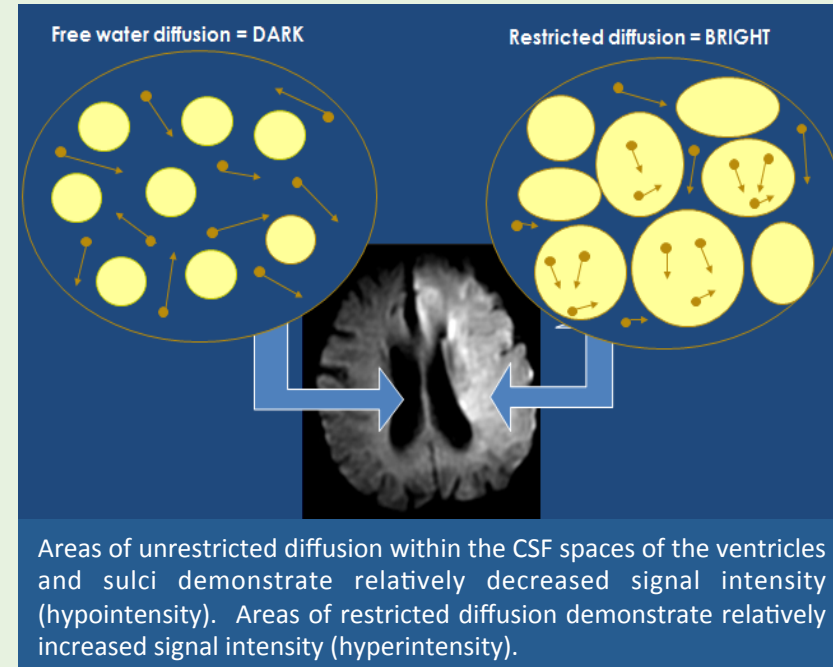 Free water diffusion = DARK
Restricted diffusion = BRIGHT
Areas of unrestricted diffusion within the CSF spaces of the ventricles
and sulci demonstrate relatively decreased signal intensity
(hypointensity). Areas of restricted diffusion demonstrate relatively
increased signal intensity (hyperintensity).